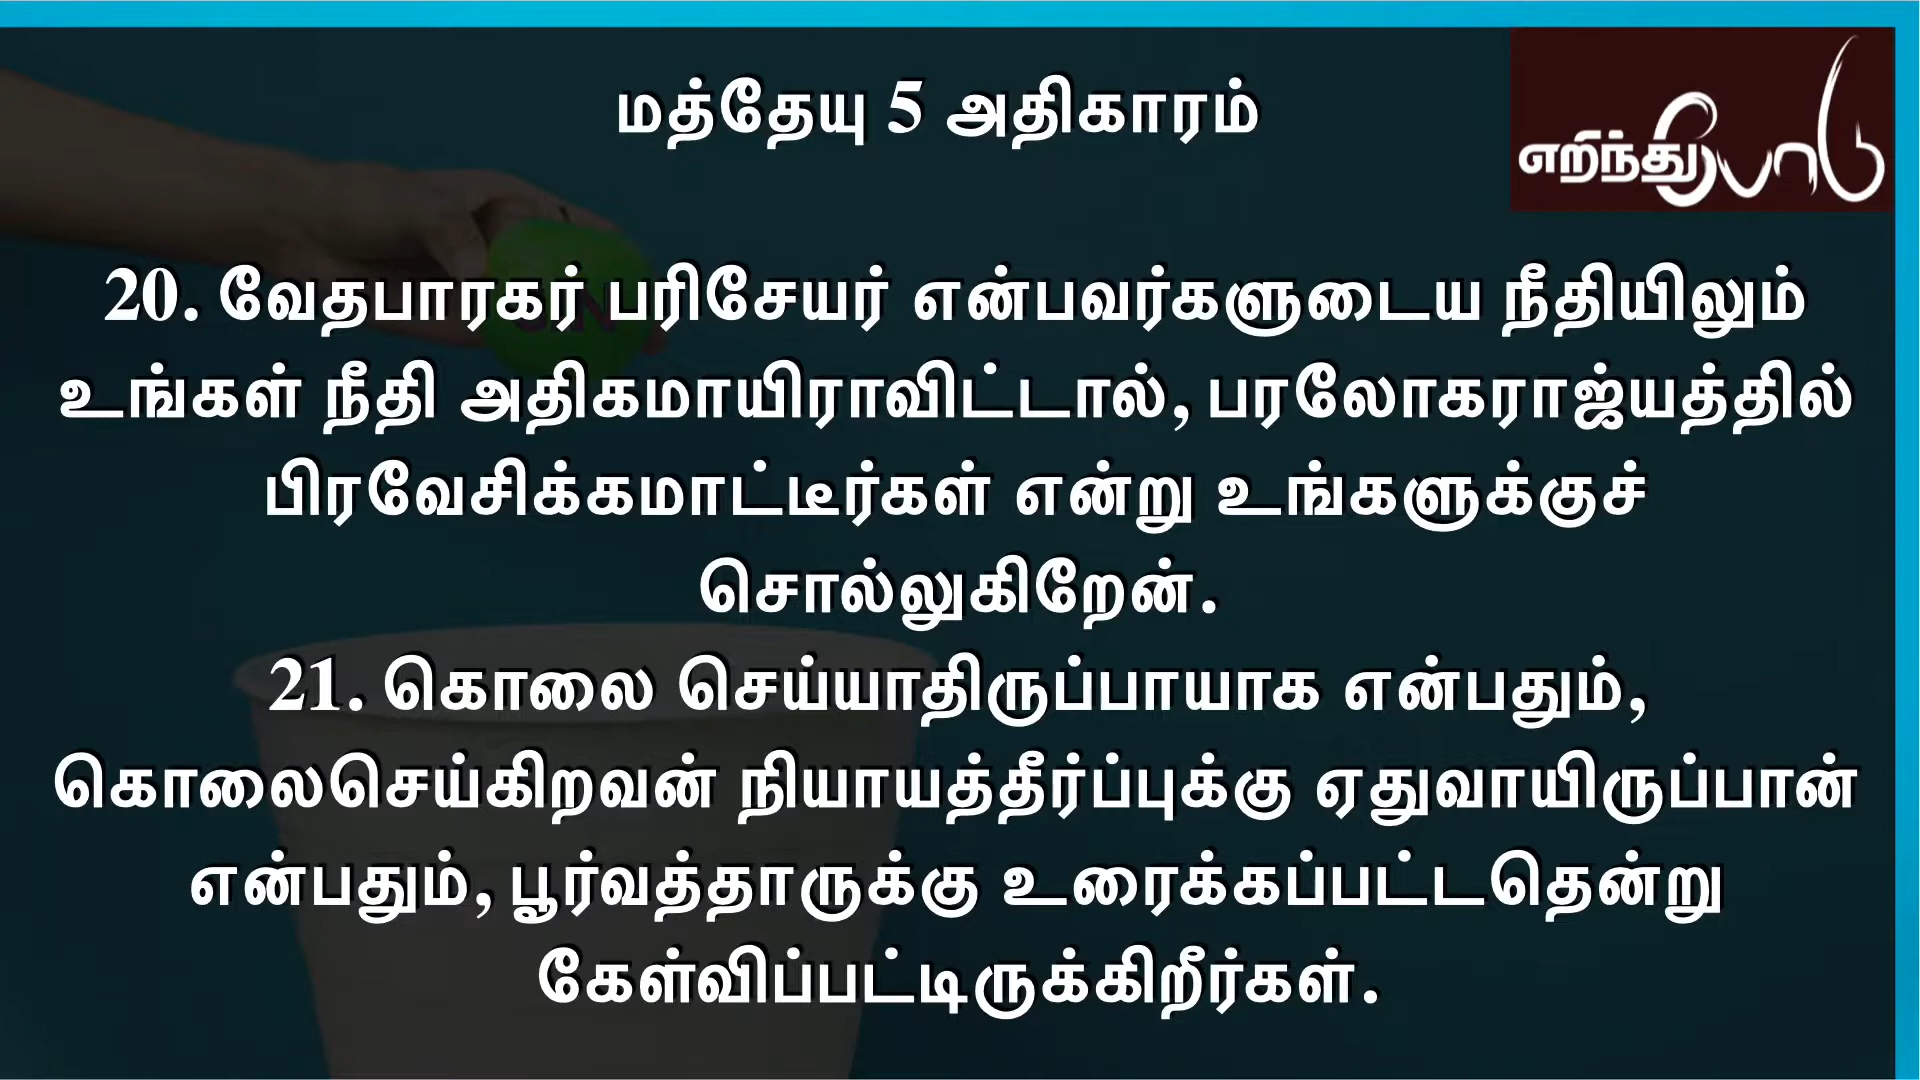 மத்தேயு 5 அதிகாரம்
எறிந்து போடு
20. வேதபாரகர் பரிசேயர் என்பவர்களுடைய நீதியிலும்
உங்கள் நீதி அதிகமாயிராவிட்டால், பரலோகராஜ்யத்தில்
பிரவேசிக்கமாட்டீர்கள் என்று உங்களுக்குச்
சொல்லுகிறேன்.
21. கொலை செய்யாதிருப்பாயாக என்பதும்,
கொலைசெய்கிறவன் நியாயத்தீர்ப்புக்கு ஏதுவாயிருப்பான்
என்பதும், பூர்வத்தாருக்கு உரைக்கப்பட்டதென்று
கேள்விப்பட்டிருக்கிறீர்கள்.